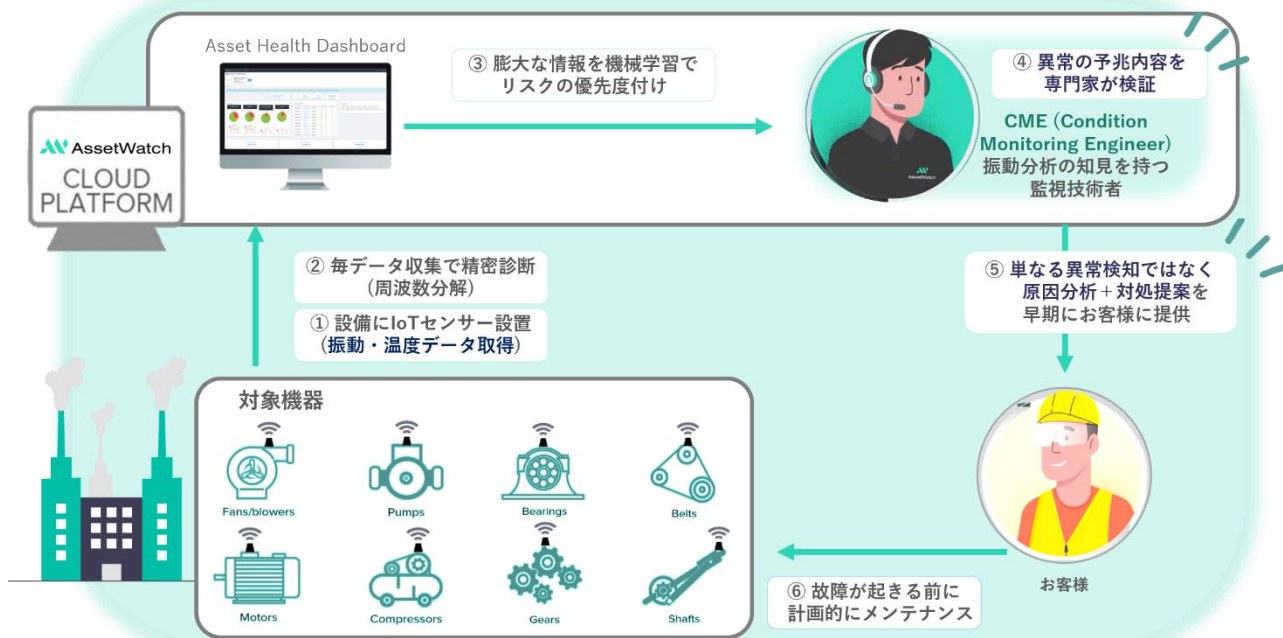 Asset Health Dashboard
③ 膨大な情報を機械学習で
リスクの優先度付け
④ 異常の予兆内容を
専門家が検証
CME (Condition
Monitoring Engineer)
振動分析の知見を持つ
監視技術者
AssetWatch
AssetWatch
CLOUD
PLATFORM
② 毎データ収集で精密診断
(周波数分解)
① 設備にIoTセンサー設置
(振動・温度データ取得)
⑤ 単なる異常検知ではなく
原因分析＋対処提案を
早期にお客様に提供
対象機器
Fans/blowers
Pumps
Bearings
Belts
Motors
Compressors
Gears
Shafts
お客様
⑥ 故障が起きる前に
計画的にメンテナンス